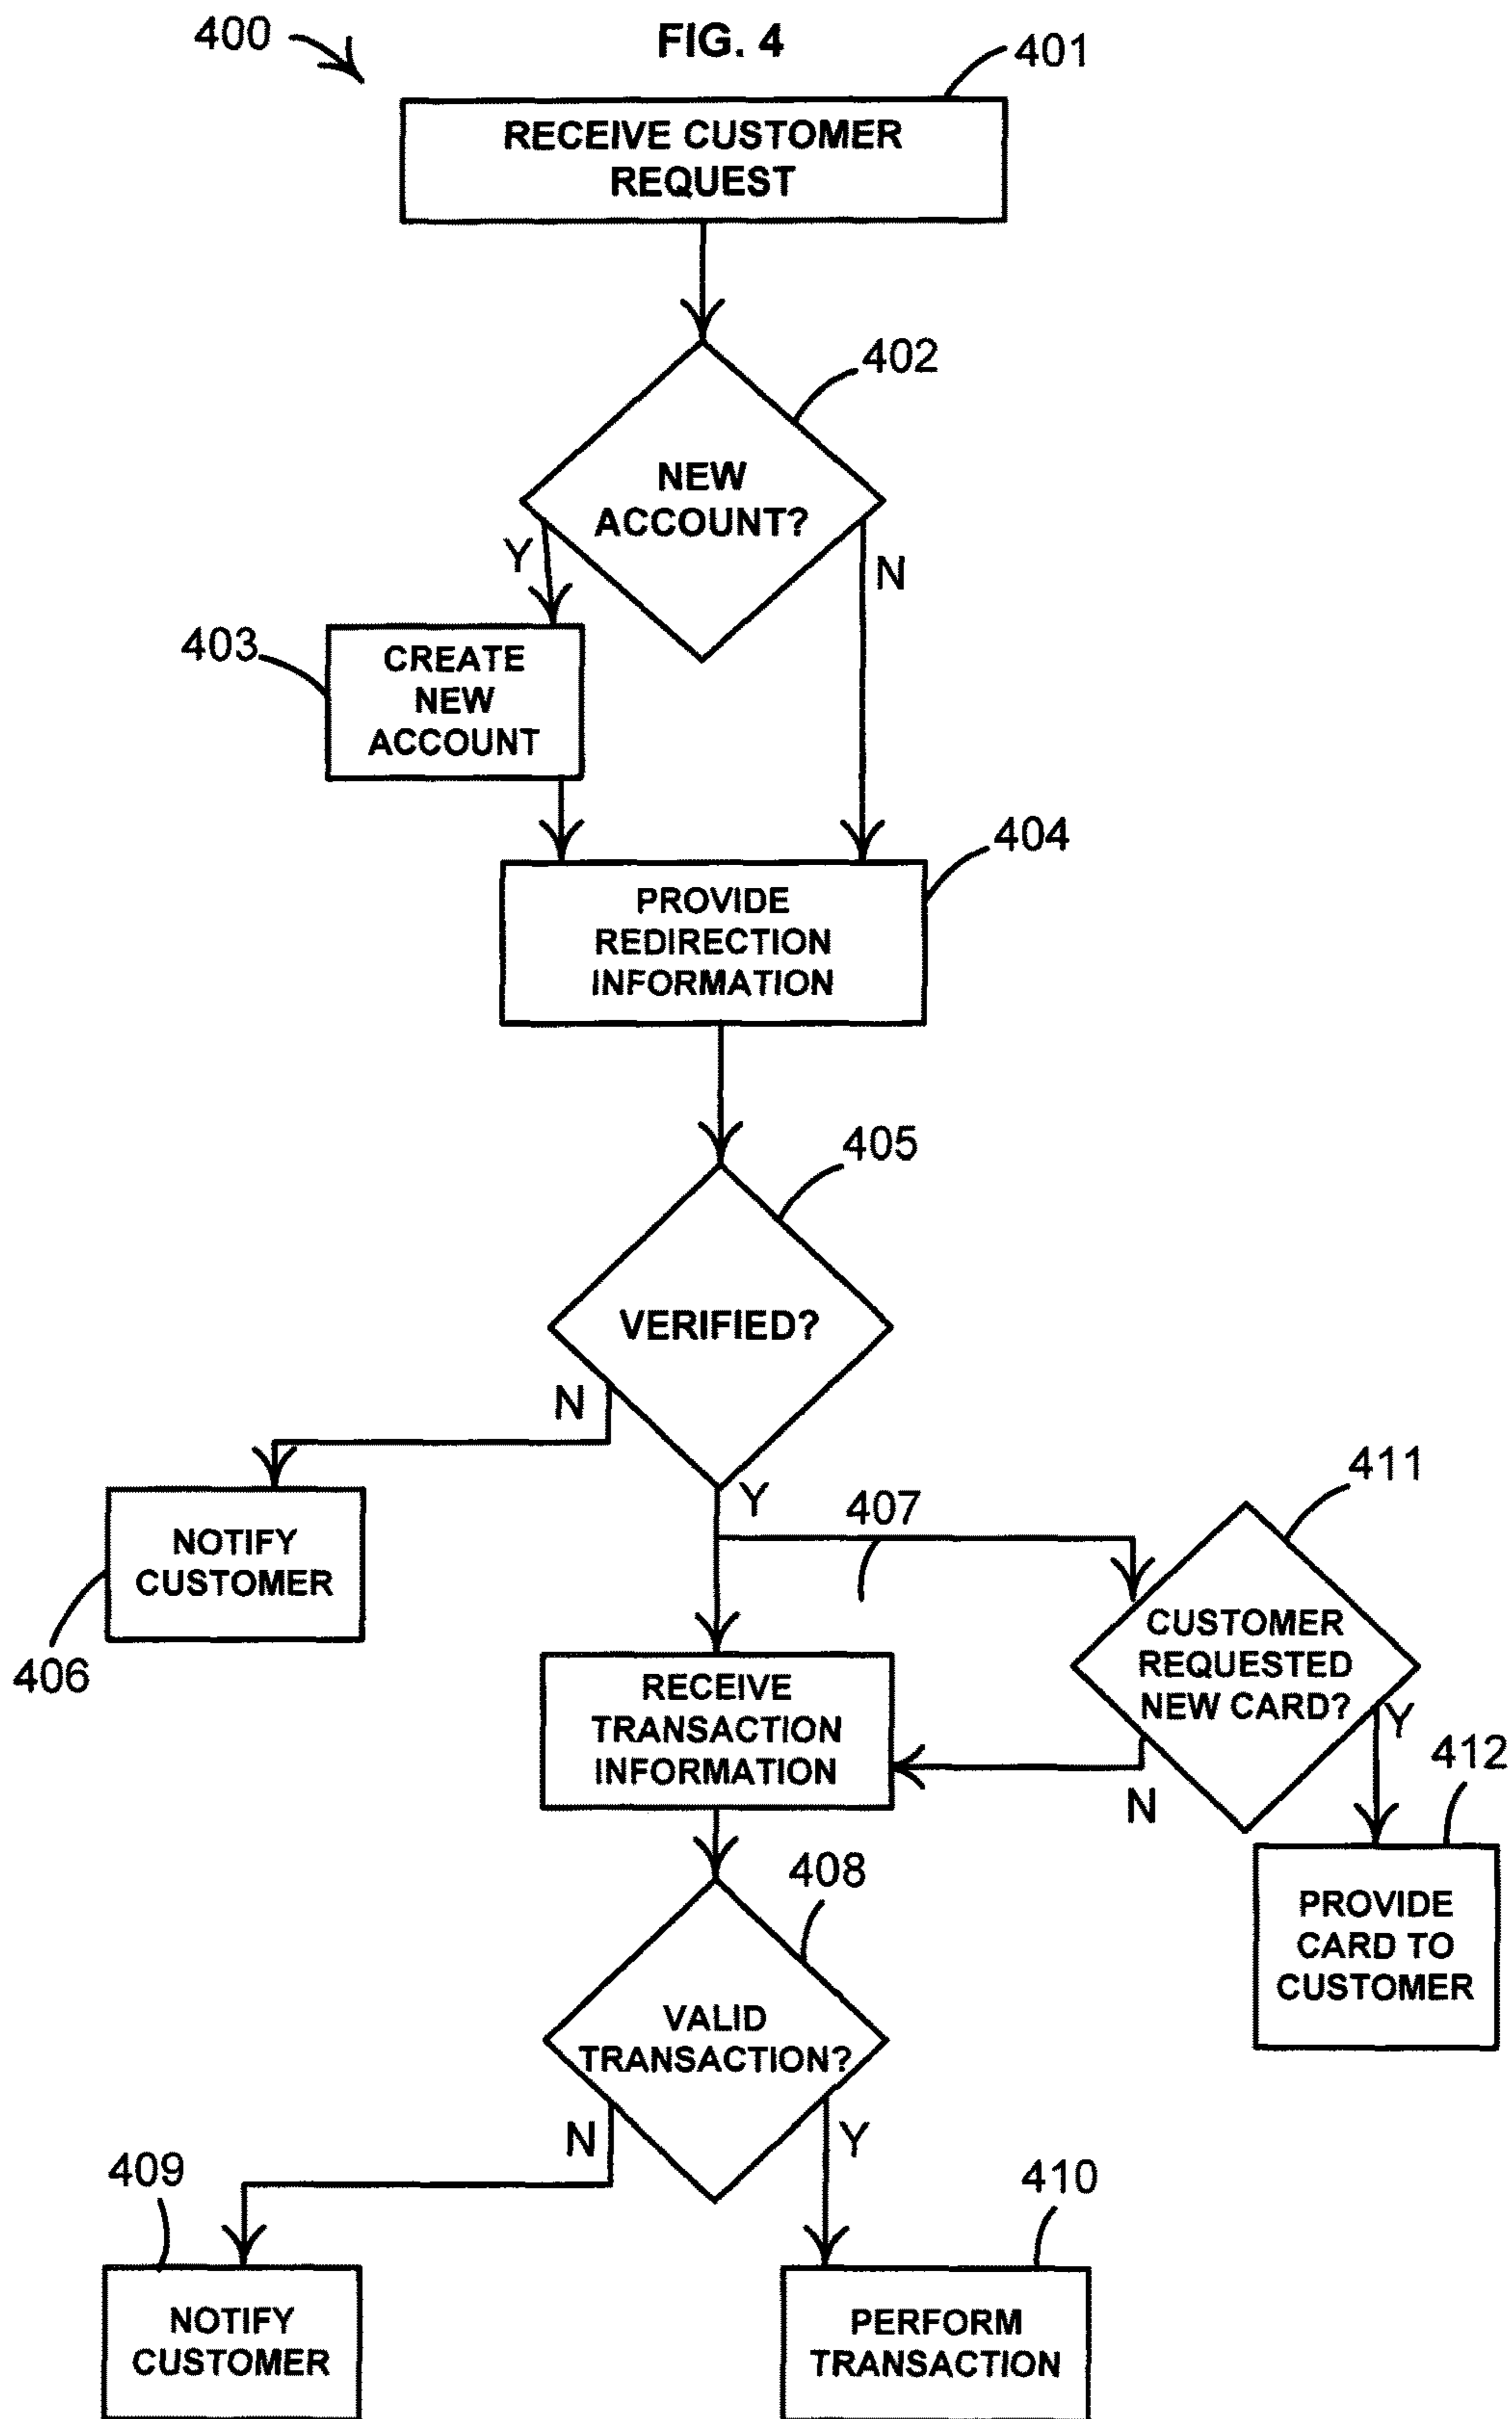 400
FIG. 4
401
RECEIVE CUSTOMER
REQUEST
402
NEW
ACCOUNT?
Y
N
403
CREATE
NEW
ACCOUNT
404
PROVIDE
REDIRECTION
INFORMATION
405
VERIFIED?
N
Y
406
NOTIFY
CUSTOMER
407
411
CUSTOMER
REQUESTED
NEW CARD?
Y
N
412
RECEIVE
TRANSACTION
INFORMATION
PROVIDE
CARD TO
CUSTOMER
408
VALID
TRANSACTION?
N
Y
409
NOTIFY
CUSTOMER
410
PERFORM
TRANSACTION